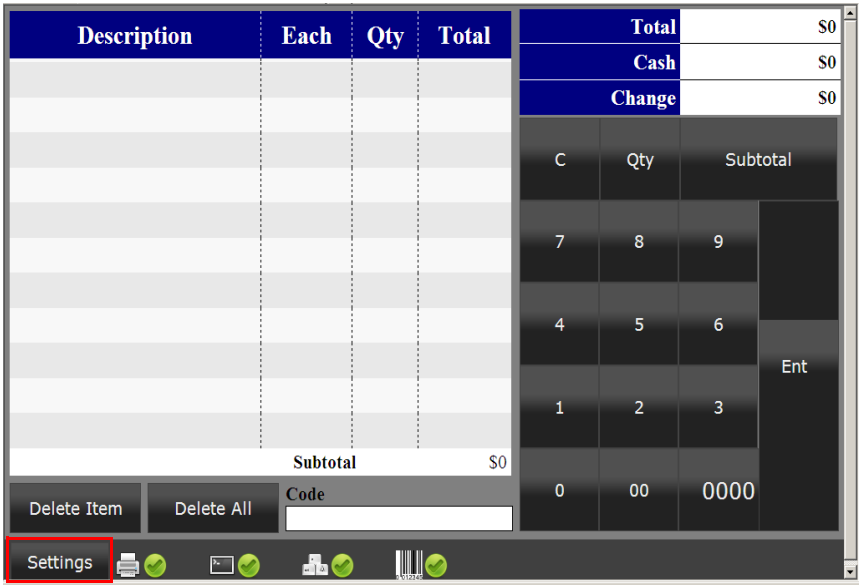 Description Each Qty Total
Total $0
Cash $0
Change $0
C Qty Subtotal
7 8 9
4 5 6
Ent
1 2 3
Subtotal $0
0 00 0000
Delete Item Delete All Code
Settings